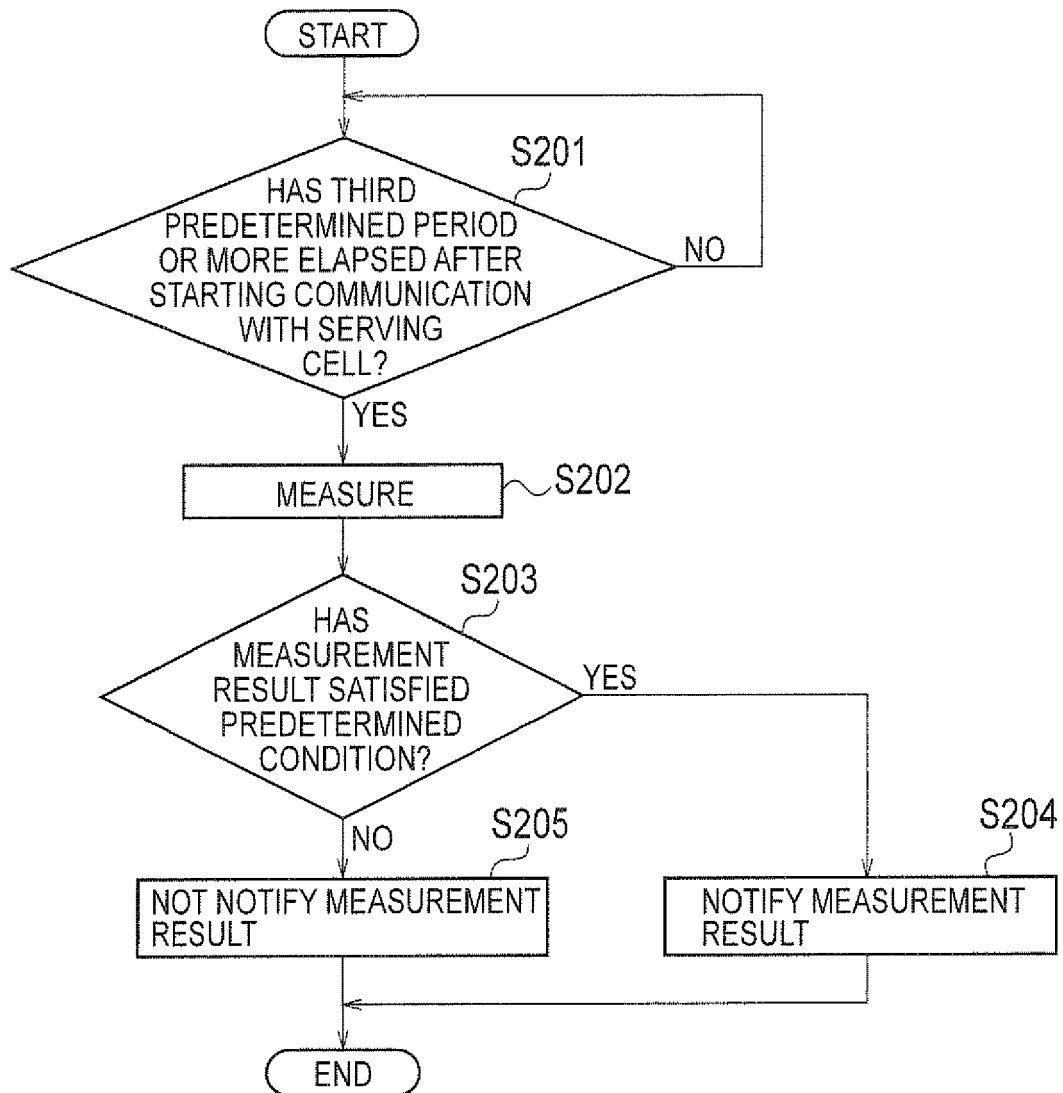 START
S201
HAS THIRD
PREDETERMINED PERIOD
OR MORE ELAPSED AFTER
STARTING COMMUNICATION
WITH SERVING
CELL?
NO
YES
MEASURE
S202
S203
HAS
MEASUREMENT
RESULT SATISFIED
PREDETERMINED
CONDITION?
YES
NO
S205
NOT NOTIFY MEASUREMENT
RESULT
S204
NOTIFY MEASUREMENT
RESULT
END